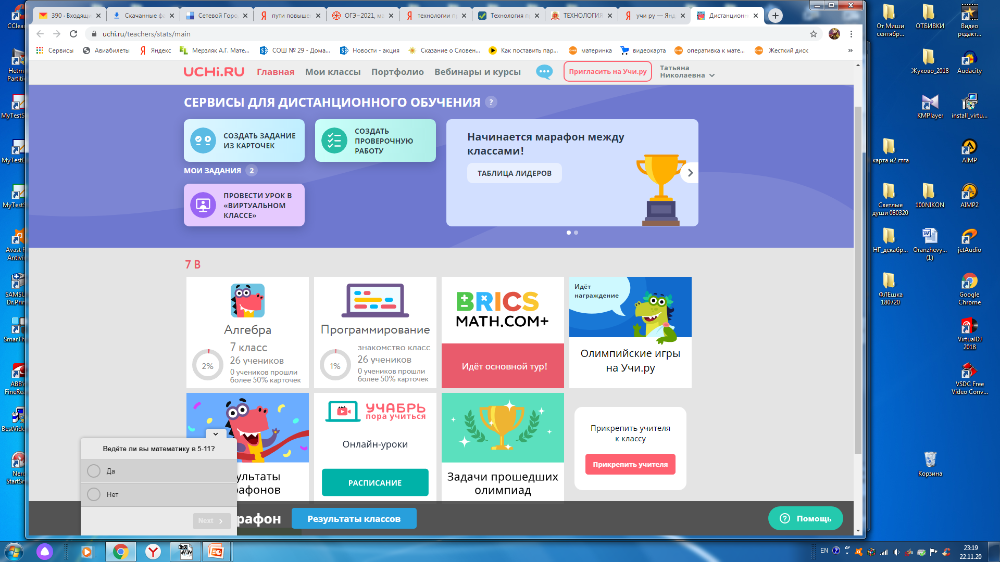 390 · Входящи
Скачанные фа
Сетевой Горо
пути повыше
ОГЭ–2021, ма
технологии пр
Технология пр
ТЕХНОЛОГИЯ
учи ру — Янд
Дистанционн
uchi.ru/teachers/stats/main
Сервисы
Авиабилеты
Яндекс
Мерзляк А.Г. Мате...
СОШ № 29 - Дома...
Новости - акция
Сказание о Словен...
Как поставить пар...
материнка
видеокарта
оперативка к мате...
Жесткий диск
»
UCHi.RU
Главная
Мои классы
Портфолио
Вебинары и курсы
Пригласить на Учи.ру
Татьяна
Николаевна
СЕРВИСЫ ДЛЯ ДИСТАНЦИОННОГО ОБУЧЕНИЯ ?
СОЗДАТЬ ЗАДАНИЕ
ИЗ КАРТОЧЕК
СОЗДАТЬ
ПРОВЕРОЧНУЮ
РАБОТУ
МОИ ЗАДАНИЯ 2
ПРОВЕСТИ УРОК В
«ВИРТУАЛЬНОМ
КЛАССЕ»
Начинается марафон между
классами!
ТАБЛИЦА ЛИДЕРОВ
7 В
Алгебра
7 класс
26 учеников
0 учеников прошли
более 50% карточек
2%
Программирование
знакомство класс
26 учеников
0 учеников прошли
более 50% карточек
1%
BRICS
MATH.COM+
Идёт основной тур!
Идёт
награждение
Олимпийские игры
на Учи.ру
ультаты
рафонов
УЧАБРЬ
пора учиться
Онлайн-уроки
РАСПИСАНИЕ
Задачи прошедших
олимпиад
Прикрепить учителя
к классу
Прикрепить учителя
Ведёте ли вы математику в 5-11?
Да
Нет
Next
рафон
Результаты классов
Помощь
CClea
Hetm
Partiti
MyTestS
MyTestE
MyTestS
Avast F
Antivir
SAMSU
Dr.Prin
SmarTh
ABBY
FineRea
BestVide
Nero
StartSm
От Миши
сентябр...
ОТБИВКИ
Видео
редакт...
Жуково_2018
Audacity
KMPlayer
install_virtu...
карта и2 гтга
AIMP
Светлые
души 080320
100NIKON
AIMP2
НГ_декабр...
Oranzhevy...
(1)
jetAudio
ФЛЕшка
180720
Google
Chrome
VirtualDJ
2018
VSDC Free
Video Conv...
Корзина
EN
23:19
22.11.20